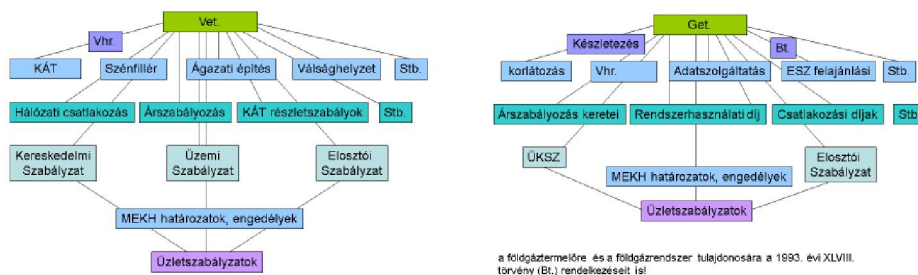 Vet.
Vhr.
KÁT
Szénfillér
Ágazati építés
Válsághelyzet
Stb.
Hálózati csatlakozás
Árszabályozás
KÁT részletszabályok
Stb.
Kereskedelmi
Szabályzat
Üzemi
Szabályzat
Elosztói
Szabályzat
MEKH határozatok, engedélyek
Üzletszabályzatok
Get.
Készletezés
Bt.
korlátozás
Vhr.
Adatszolgáltatás
ESZ felajánlási
Stb.
Árszabályozás keretei
Rendszerhasználati díj
Csatlakozási díjak
Stb
ÜKSZ
Elosztói
Szabályzat
MEKH határozatok, engedélyek
Üzletszabályzatok
a földgáztermelőre és a földgázrendszer tulajdonosára a 1993. évi XLVIII.
törvény (Bt.) rendelkezéseit is!